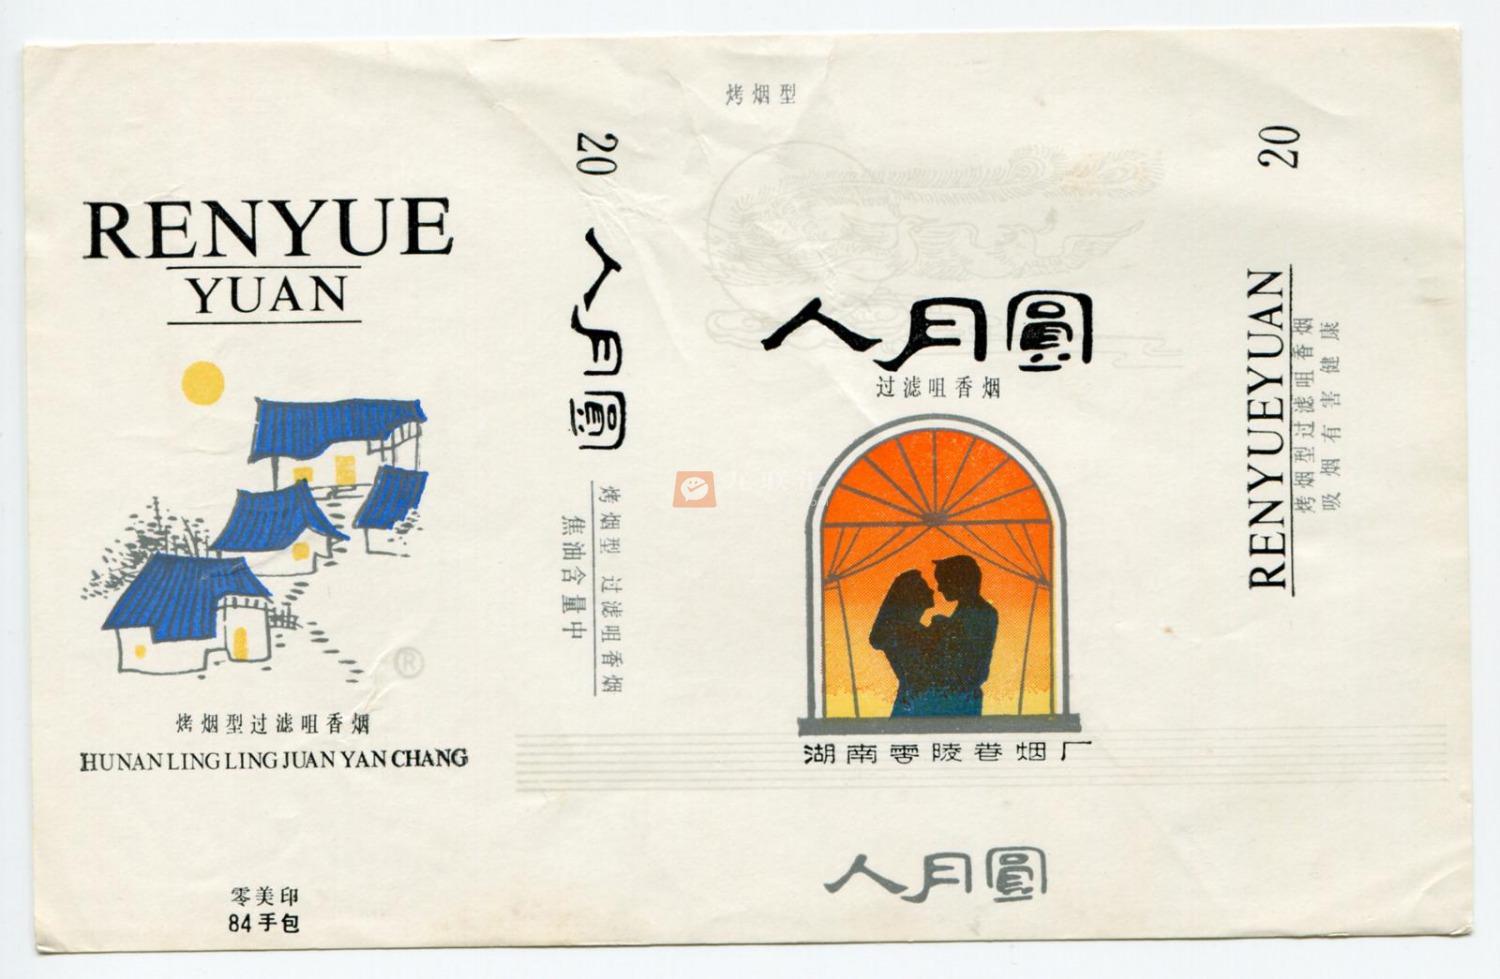 RENYUE
YUAN
®
烤烟型过滤咀香烟
HUNAN LING LING JUAN YAN CHANG
零美印
84手包
20
人月圓
烤烟型 过滤咀香烟
焦油含量中
烤烟型
人月圓
过滤咀香烟
湖南零陵卷烟厂
人月圓
20
RENYUEYUAN
烤烟型过滤咀香烟
吸烟有害健康